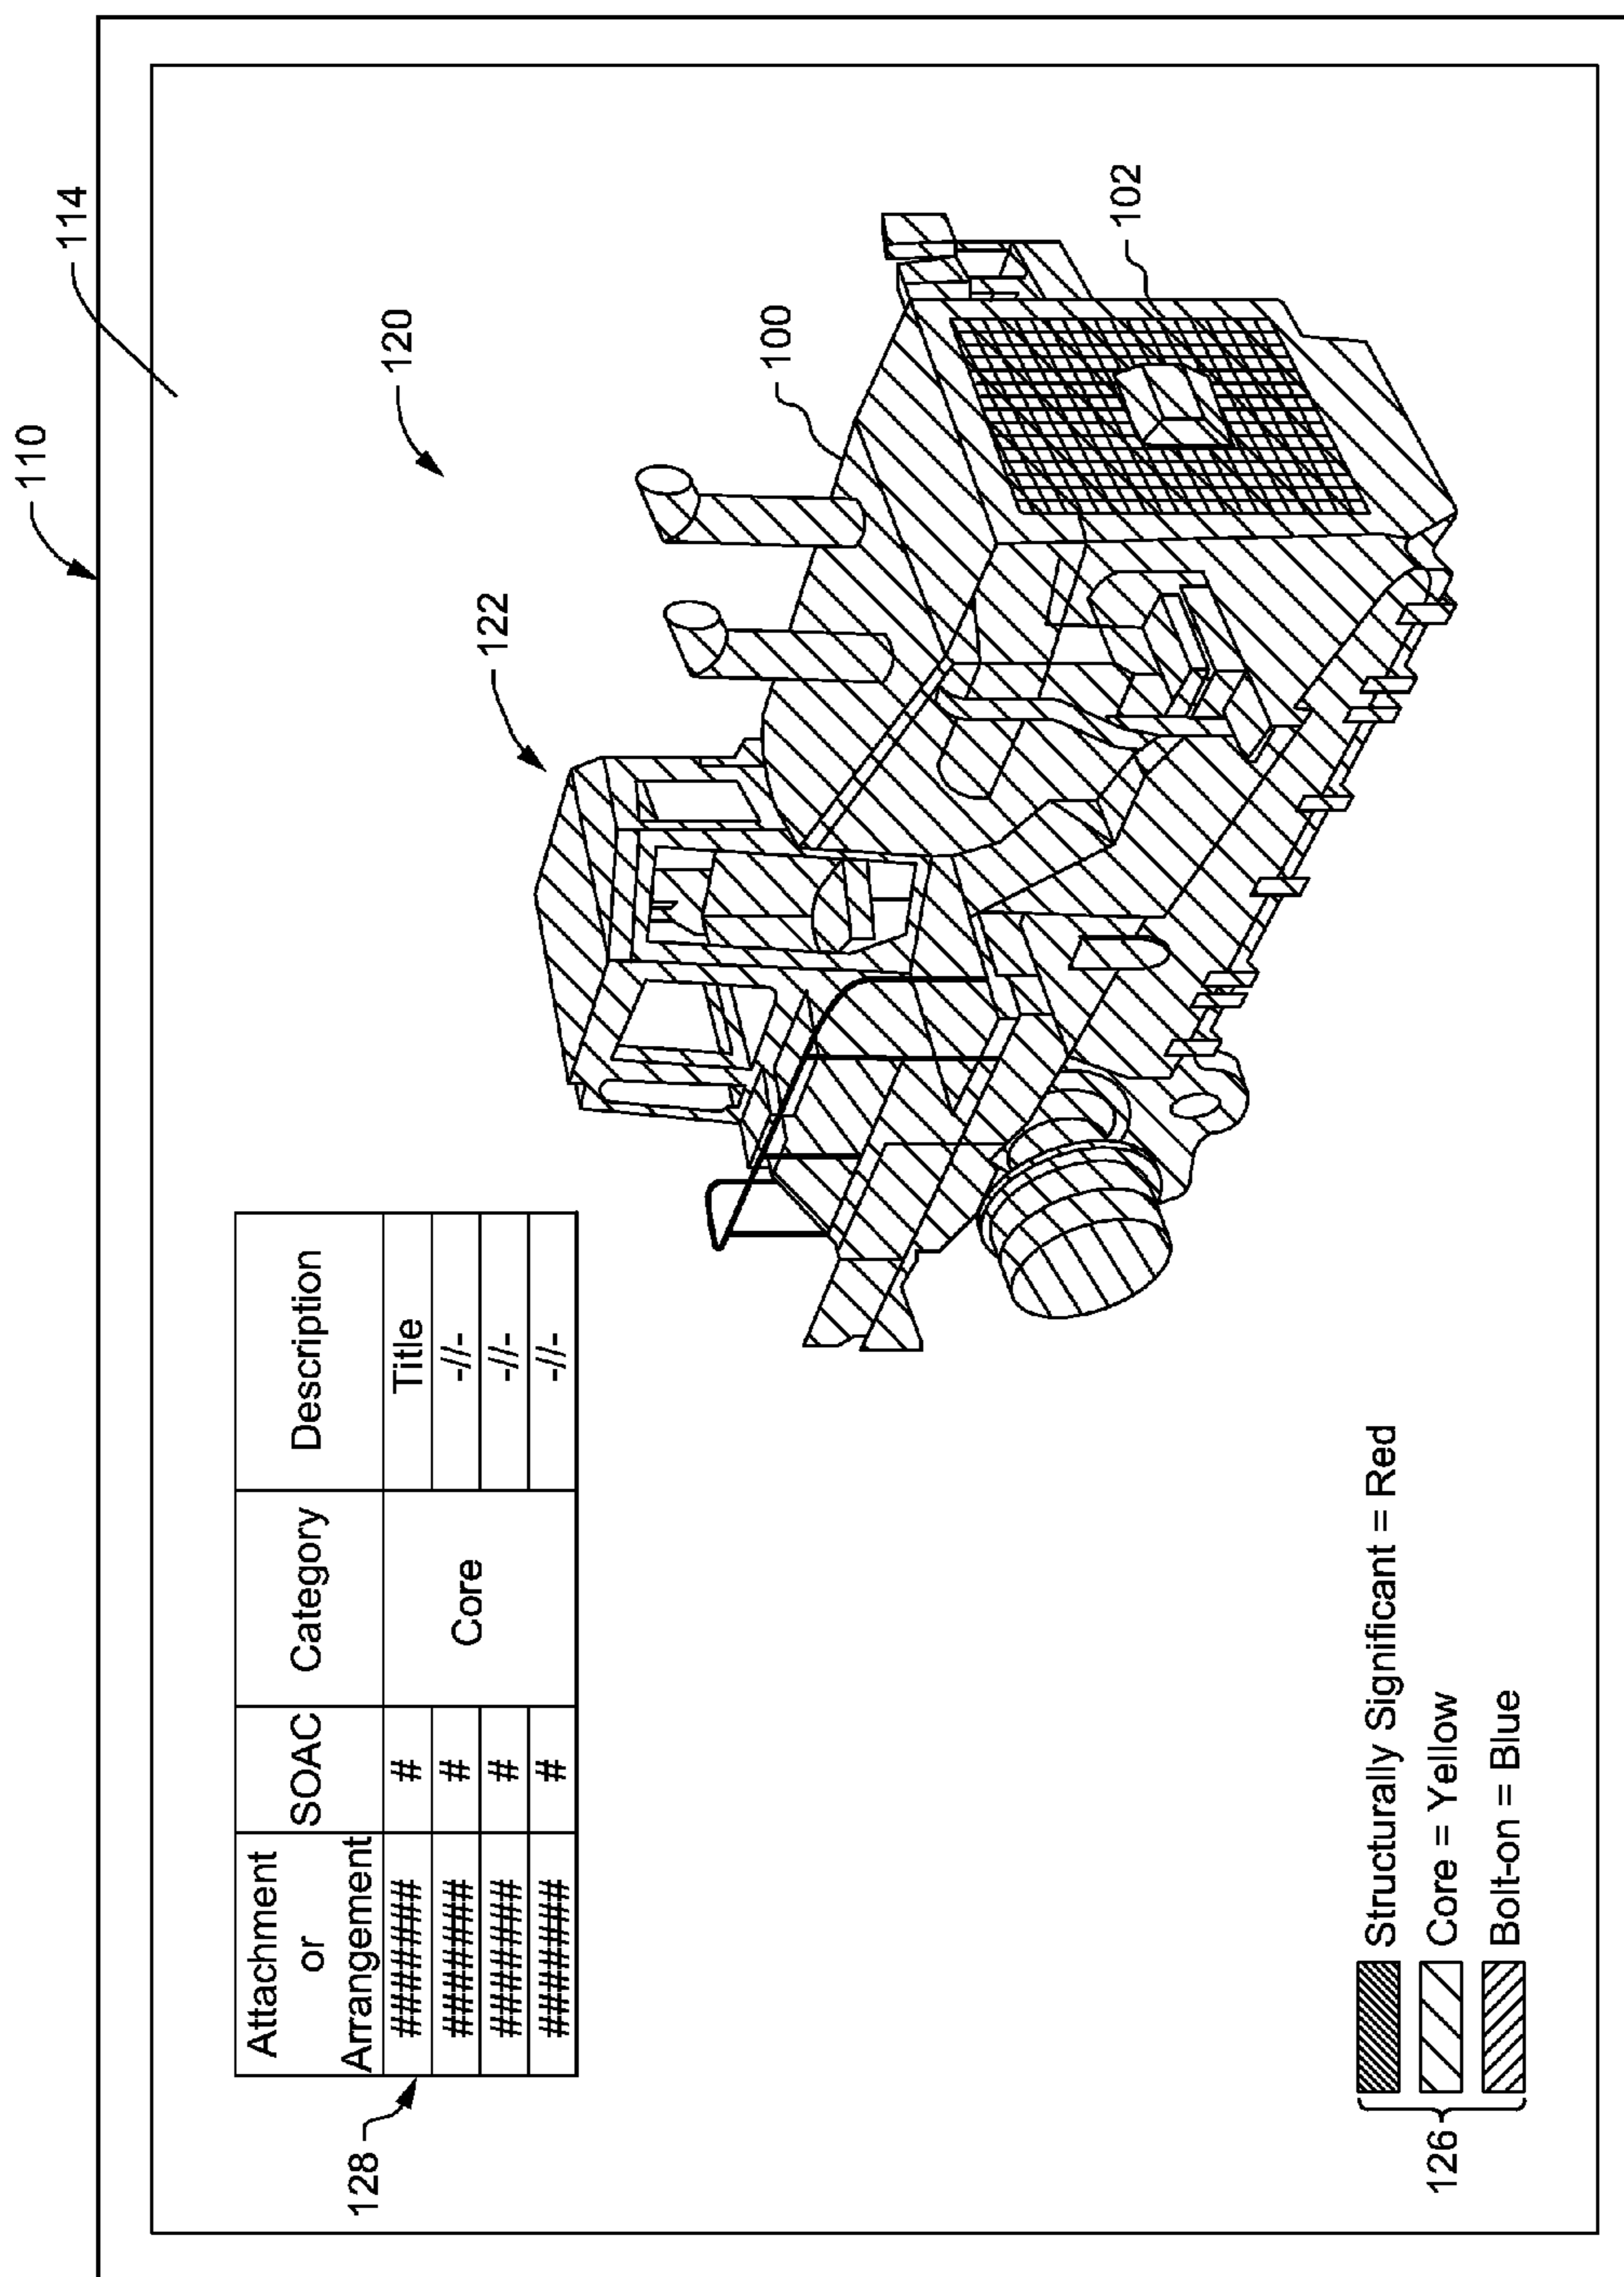 110
114
120
122
100
102
128
Attachment
or
Arrangement
SOAC
Category
Description
########
#
Core
Title
########
#
-//-
########
#
-//-
########
#
-//-
126
Structurally Significant = Red
Core = Yellow
Bolt-on = Blue